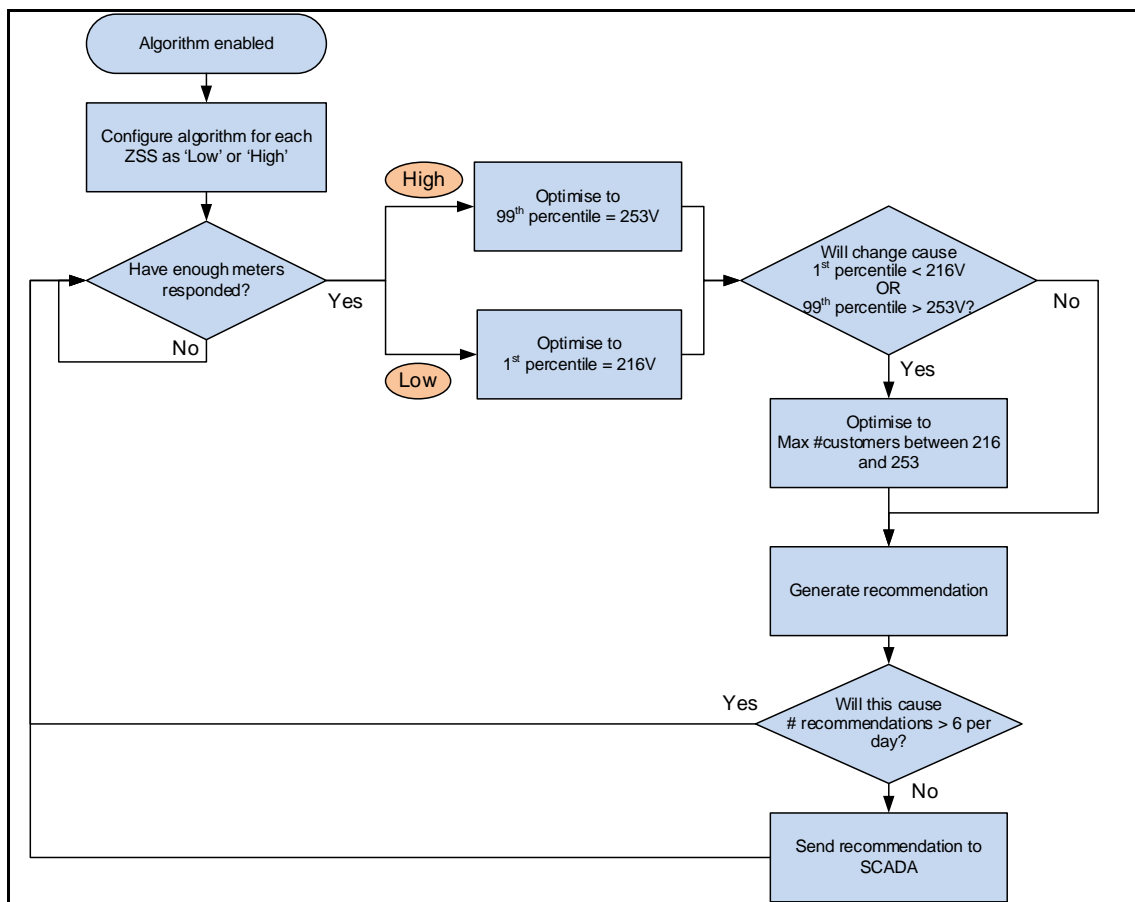 Algorithm enabled
Configure algorithm for each
ZSS as ‘Low’ or ‘High’
Have enough meters
responded?
No
Yes
High
Optimise to
99th percentile = 253V
Low
Optimise to
1st percentile = 216V
Will change cause
1st percentile < 216V
OR
99th percentile > 253V?
No
Yes
Optimise to
Max #customers between 216
and 253
Generate recommendation
Will this cause
# recommendations > 6 per
day?
Yes
No
Send recommendation to
SCADA